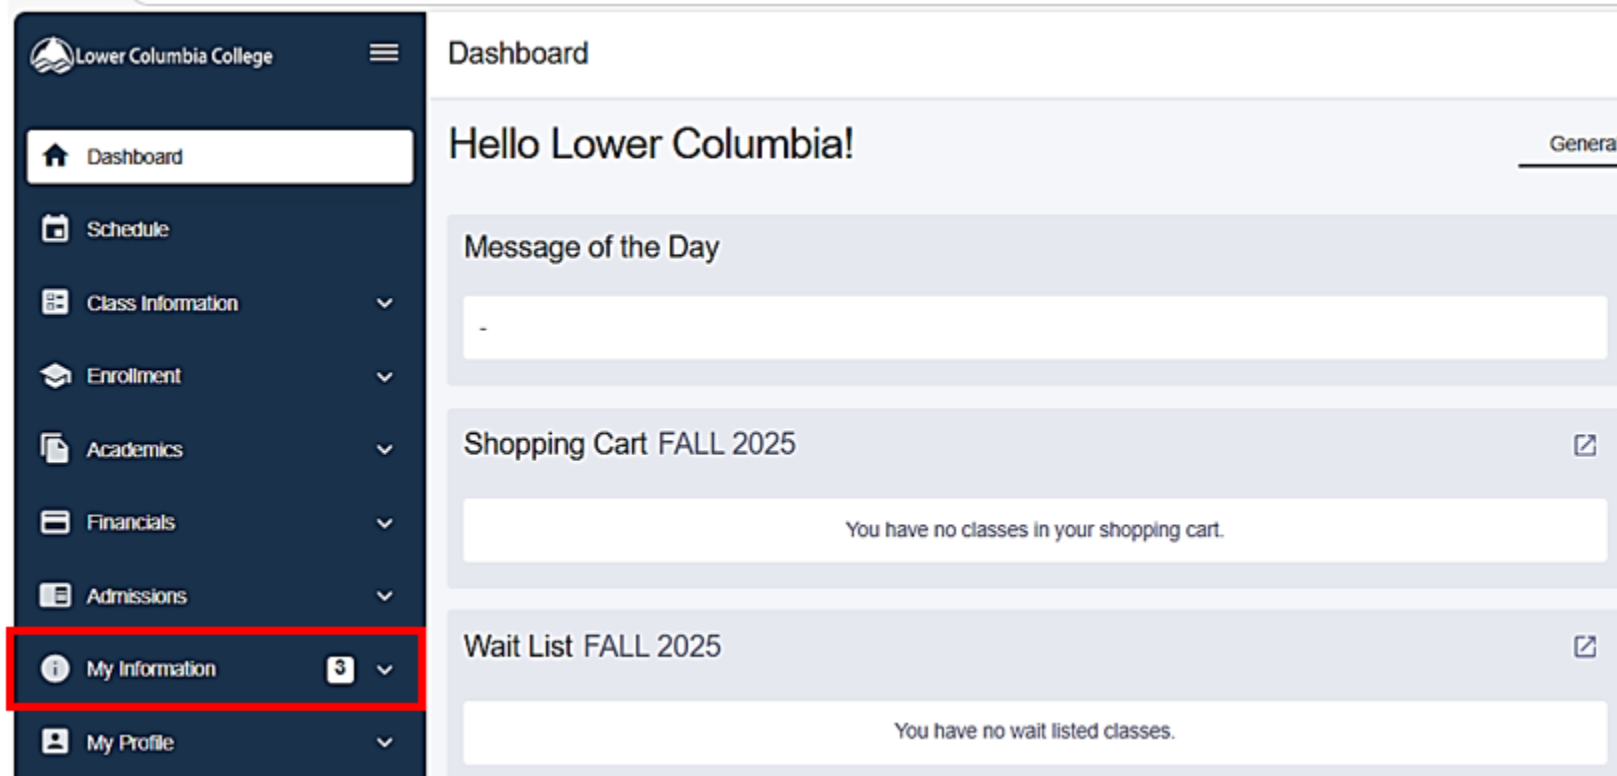 Lower Columbia College
Dashboard
Schedule
Class Information
Enrollment
Academics
Financials
Admissions
My Information 3
My Profile
Dashboard
Hello Lower Columbia!
Genera
Message of the Day
-
Shopping Cart FALL 2025
You have no classes in your shopping cart.
Wait List FALL 2025
You have no wait listed classes.